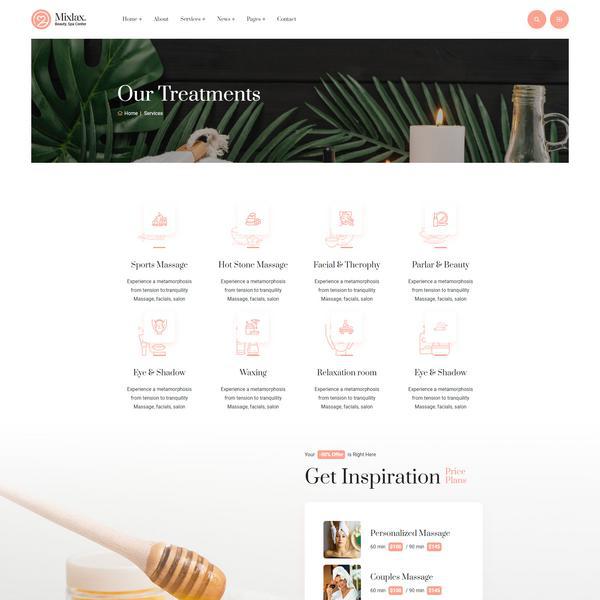 Mixlax.
Beauty, Spa Center
Home + About Services + News + Pages + Contact
Our Treatments
Home | Services
Sports Massage
Experience a metamorphosis
from tension to tranquility
Massage, facials, salon
Hot Stone Massage
Experience a metamorphosis
from tension to tranquility
Massage, facials, salon
Facial & Therophy
Experience a metamorphosis
from tension to tranquility
Massage, facials, salon
Parlar & Beauty
Experience a metamorphosis
from tension to tranquility
Massage, facials, salon
Eye & Shadow
Experience a metamorphosis
from tension to tranquility
Massage, facials, salon
Waxing
Experience a metamorphosis
from tension to tranquility
Massage, facials, salon
Relaxation room
Experience a metamorphosis
from tension to tranquility
Massage, facials, salon
Eye & Shadow
Experience a metamorphosis
from tension to tranquility
Massage, facials, salon
Your Offer Is Right Here
Get Inspiration Price
Plans
Personalized Massage
60 min $100 / 90 min $145
Couples Massage
60 min $100 / 90 min $145